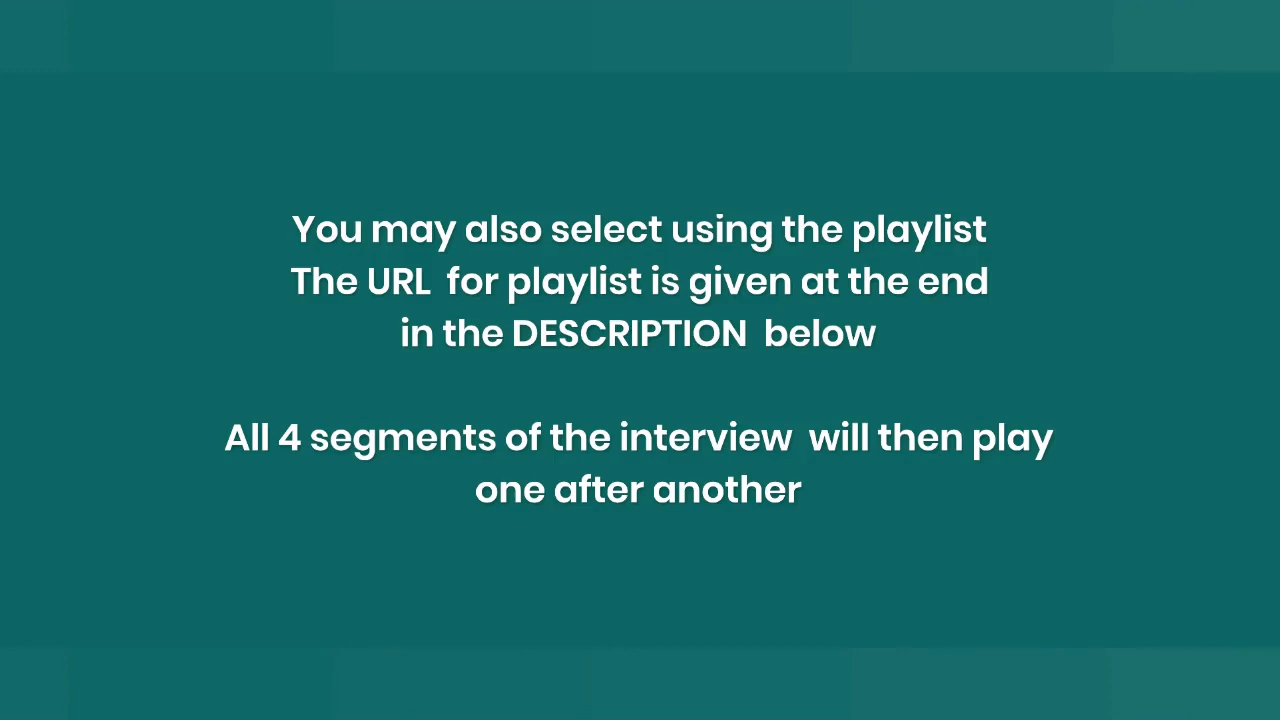 You may also select using the playlist
The URL  for playlist is given at the end
in the DESCRIPTION  below
All 4 segments of the interview  will then play
one after another